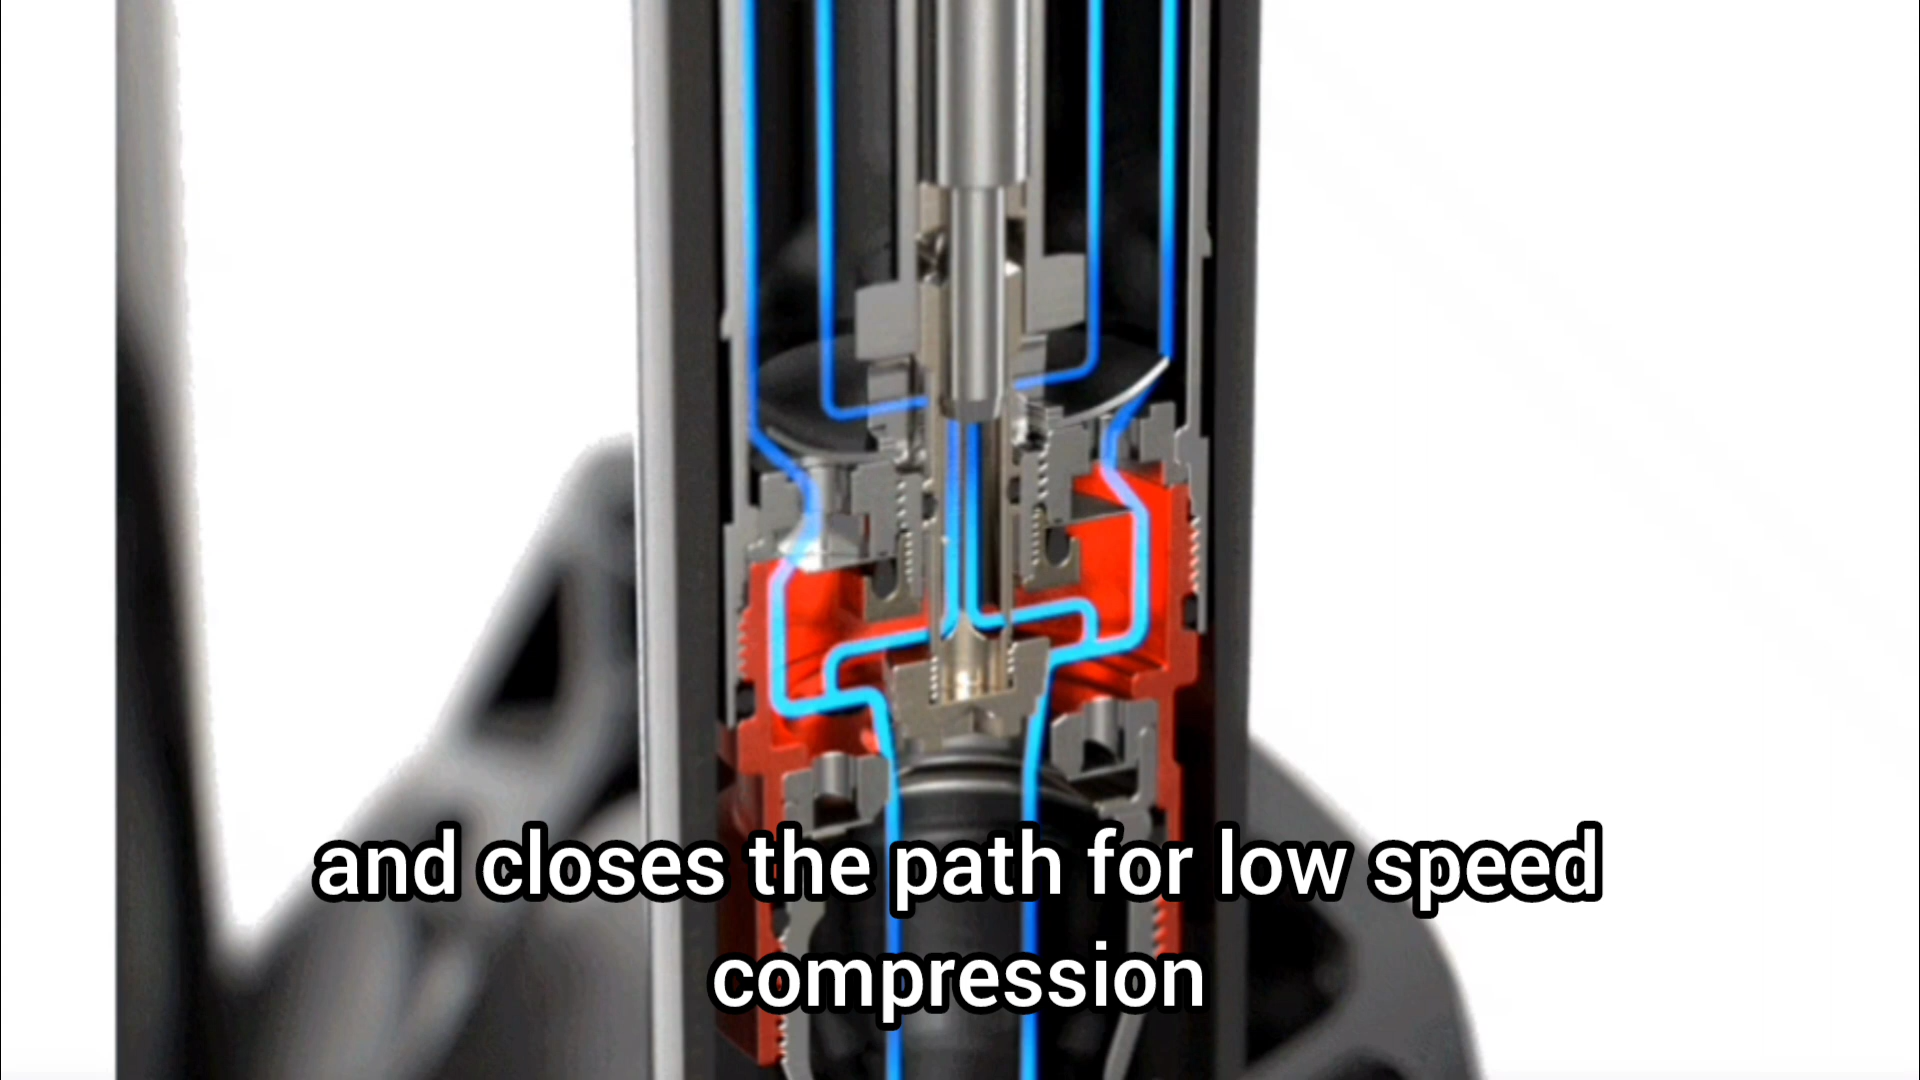 and closes the path for low speed
compression